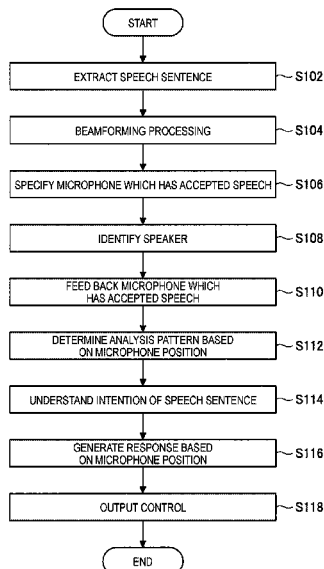 START
EXTRACT SPEECH SENTENCE
S102
BEAMFORMING PROCESSING
S104
SPECIFY MICROPHONE WHICH HAS ACCEPTED SPEECH
S106
IDENTIFY SPEAKER
S108
FEED BACK MICROPHONE WHICH
HAS ACCEPTED SPEECH
S110
DETERMINE ANALYSIS PATTERN BASED
ON MICROPHONE POSITION
S112
UNDERSTAND INTENTION OF SPEECH SENTENCE
S114
GENERATE RESPONSE BASED
ON MICROPHONE POSITION
S116
OUTPUT CONTROL
S118
END